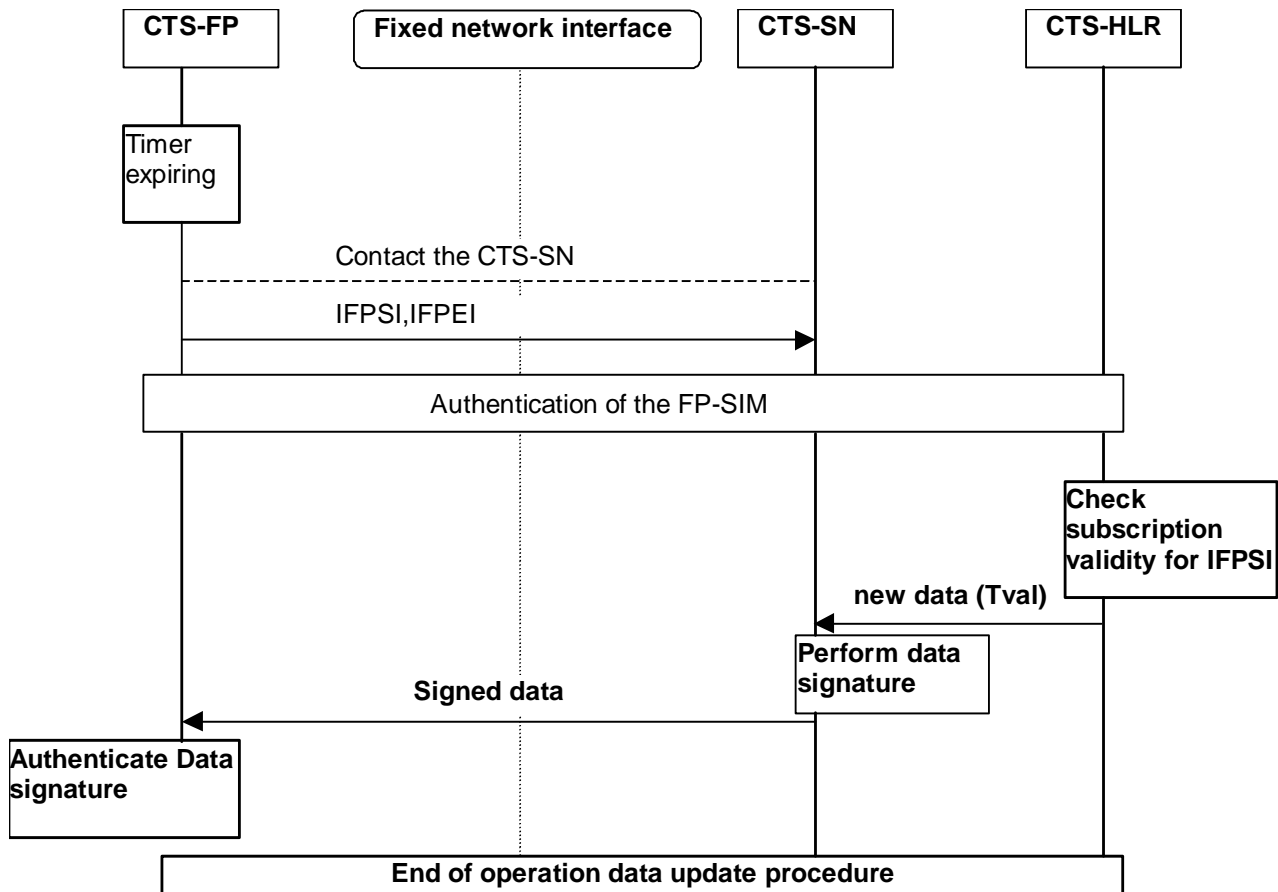 CTS-FP
Fixed network interface
CTS-SN
CTS-HLR
Timer
expiring
Contact the CTS-SN
IFPSI,IFPEI
Authentication of the FP-SIM
Check
subscription
validity for IFPSI
new data (Tval)
Perform data
signature
Signed data
Authenticate Data
signature
End of operation data update procedure